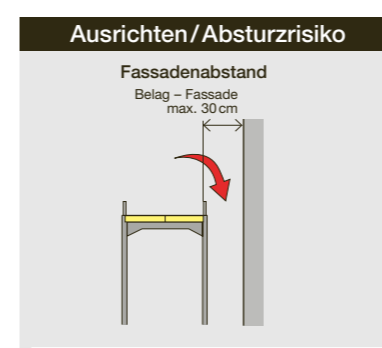 Ausrichten/Absturzrisiko
Fassadenabstand
Belag – Fassade
max. 30 cm